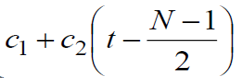 c₁ + c₂(t − (N − 1)/2)